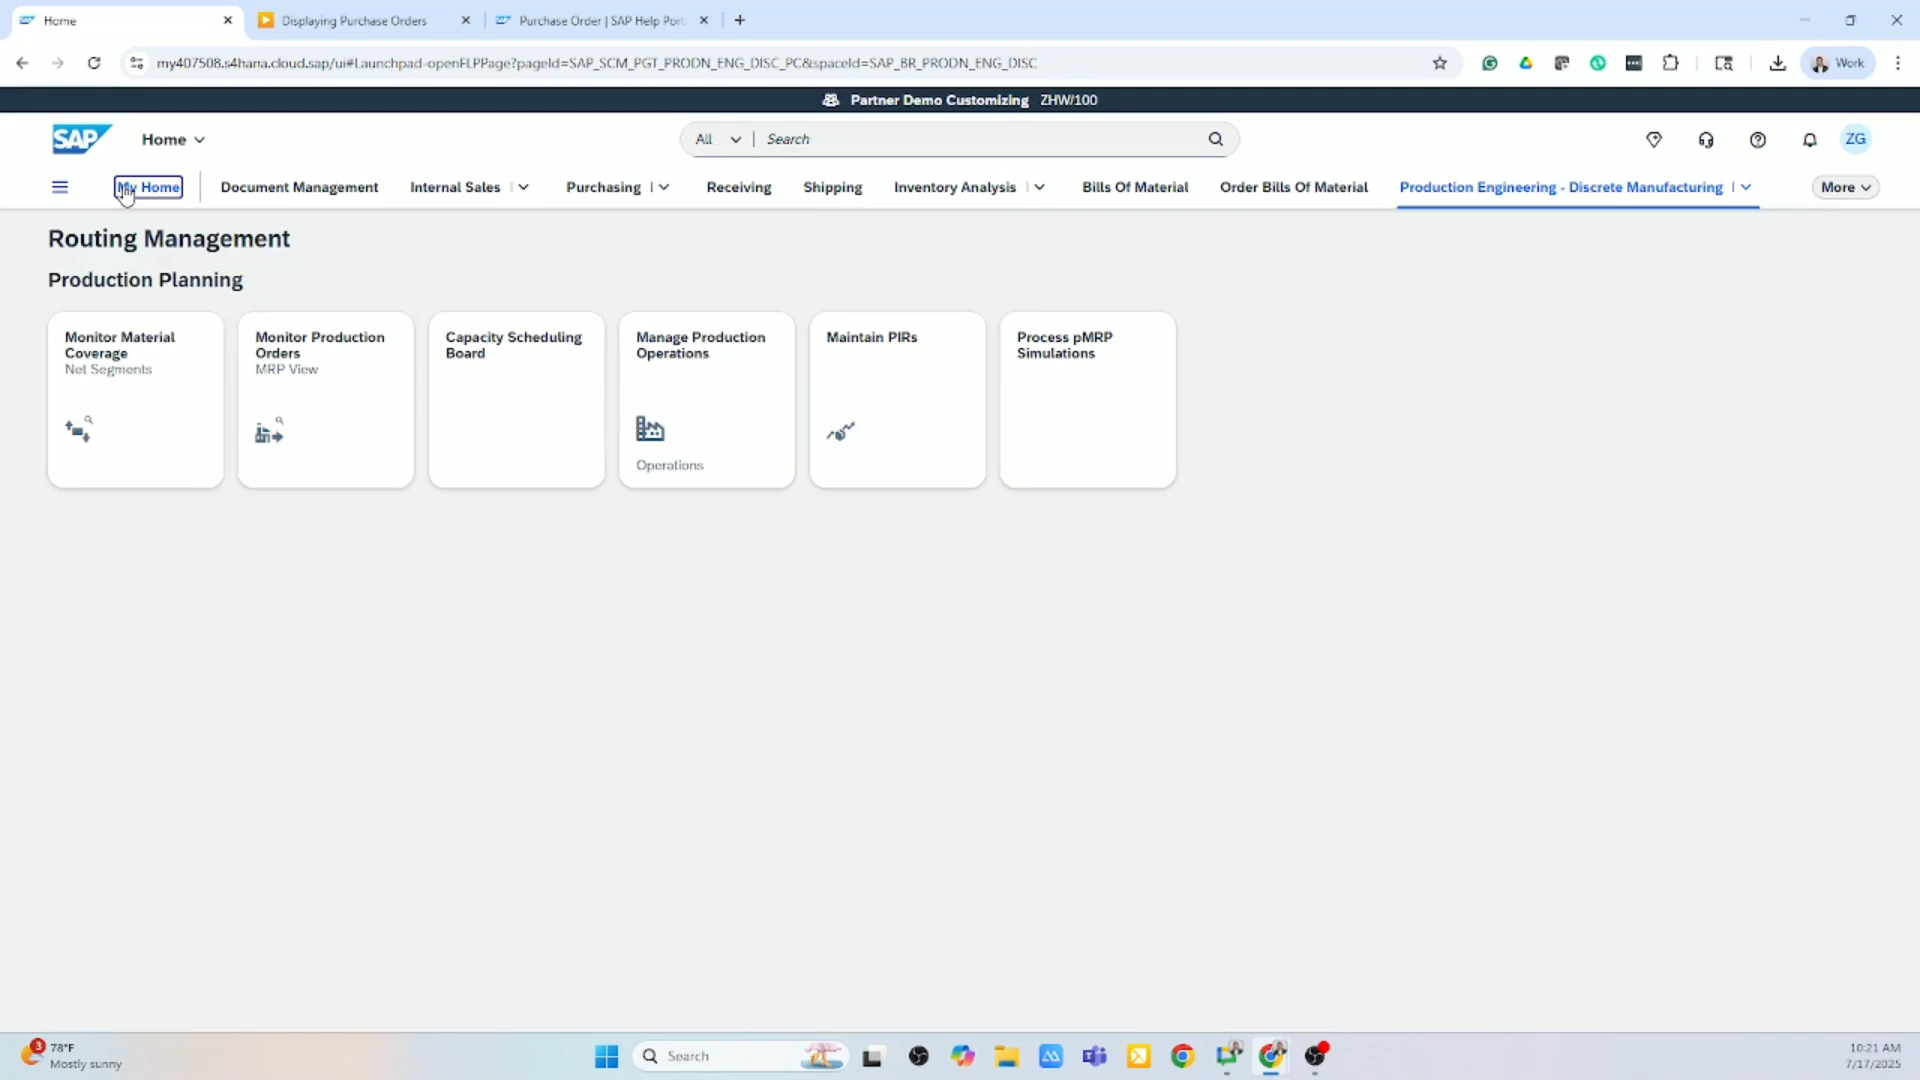 Home
Displaying Purchase Orders
Purchase Order | SAP Help Port
my407508.s4hana.cloud.sap/ui#Launchpad-openFLPPage?pageId=SAP_SCM_PGT_PRODN_ENG_DISC_PC&spaceId=SAP_BR_PRODN_ENG_DISC
Work
Partner Demo Customizing ZHW/100
SAP
Home
All
Search
ZG
My Home
Document Management
Internal Sales
Purchasing
Receiving
Shipping
Inventory Analysis
Bills Of Material
Order Bills Of Material
Production Engineering - Discrete Manufacturing
More
Routing Management
Production Planning
Monitor Material
Coverage
Net Segments
Monitor Production
Orders
MRP View
Capacity Scheduling
Board
Manage Production
Operations
Operations
Maintain PIRs
Process pMRP
Simulations
3
78°F
Mostly sunny
Search
10:21 AM
7/17/2025